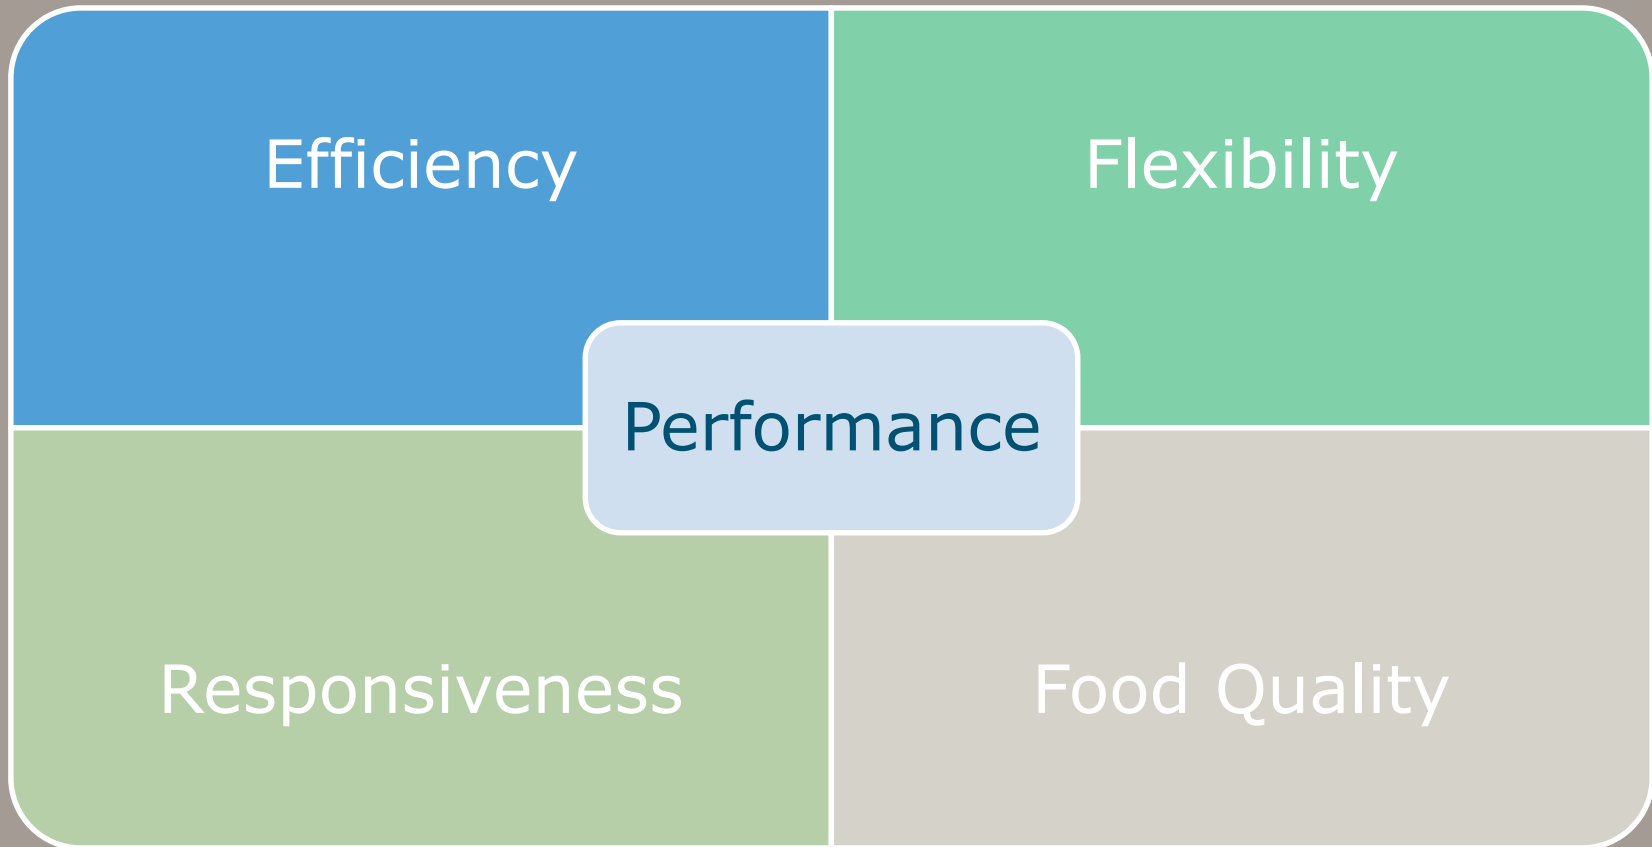 Efficiency
Flexibility
Performance
Responsiveness
Food Quality